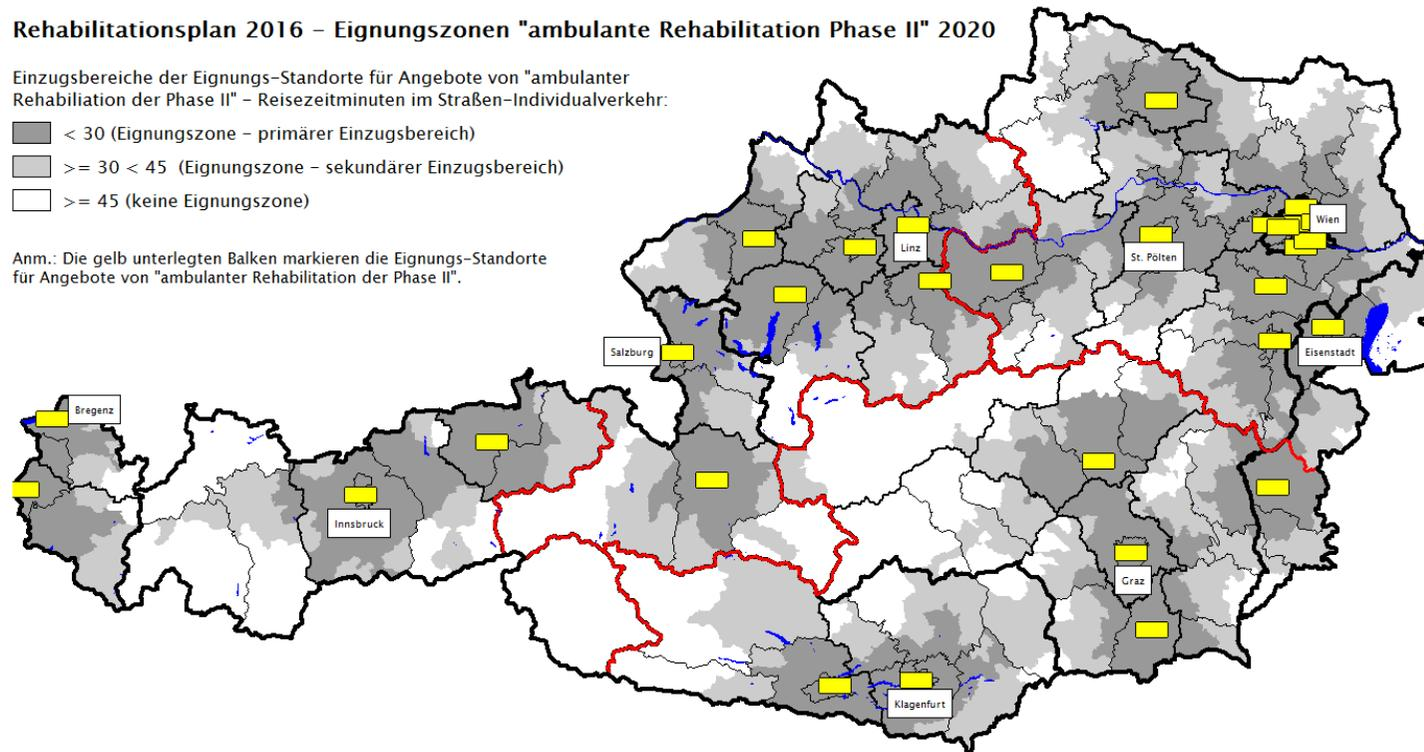 Rehabilitationsplan 2016 – Eignungszonen "ambulante Rehabilitation Phase II" 2020
Einzugsbereiche der Eignungs-Standorte für Angebote von "ambulanter
Rehabiliation der Phase II" – Reisezeitminuten im Straßen-Individualverkehr:
< 30 (Eignungszone – primärer Einzugsbereich)
>= 30 < 45 (Eignungszone – sekundärer Einzugsbereich)
>= 45 (keine Eignungszone)
Anm.: Die gelb unterlegten Balken markieren die Eignungs-Standorte
für Angebote von "ambulanter Rehabilitation der Phase II".
Wien
Linz
St. Pölten
Salzburg
Eisenstadt
Bregenz
Innsbruck
Graz
Klagenfurt